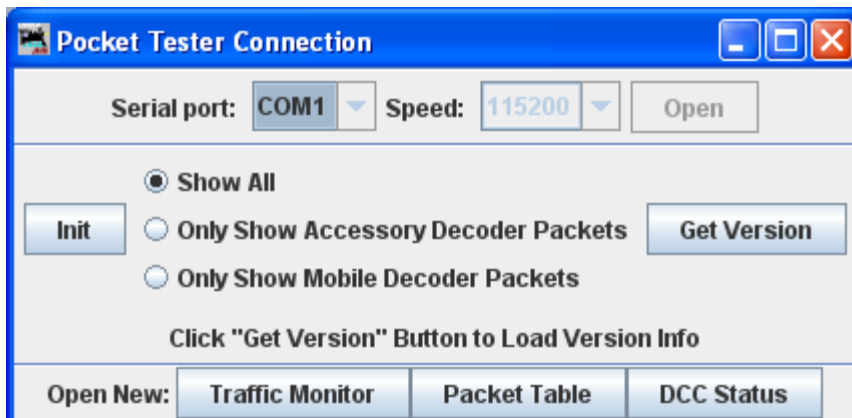 Pocket Tester Connection
Serial port: COM1 Speed: 115200 Open
Show All
Init Only Show Accessory Decoder Packets Get Version
Only Show Mobile Decoder Packets
Click "Get Version" Button to Load Version Info
Open New: Traffic Monitor Packet Table DCC Status